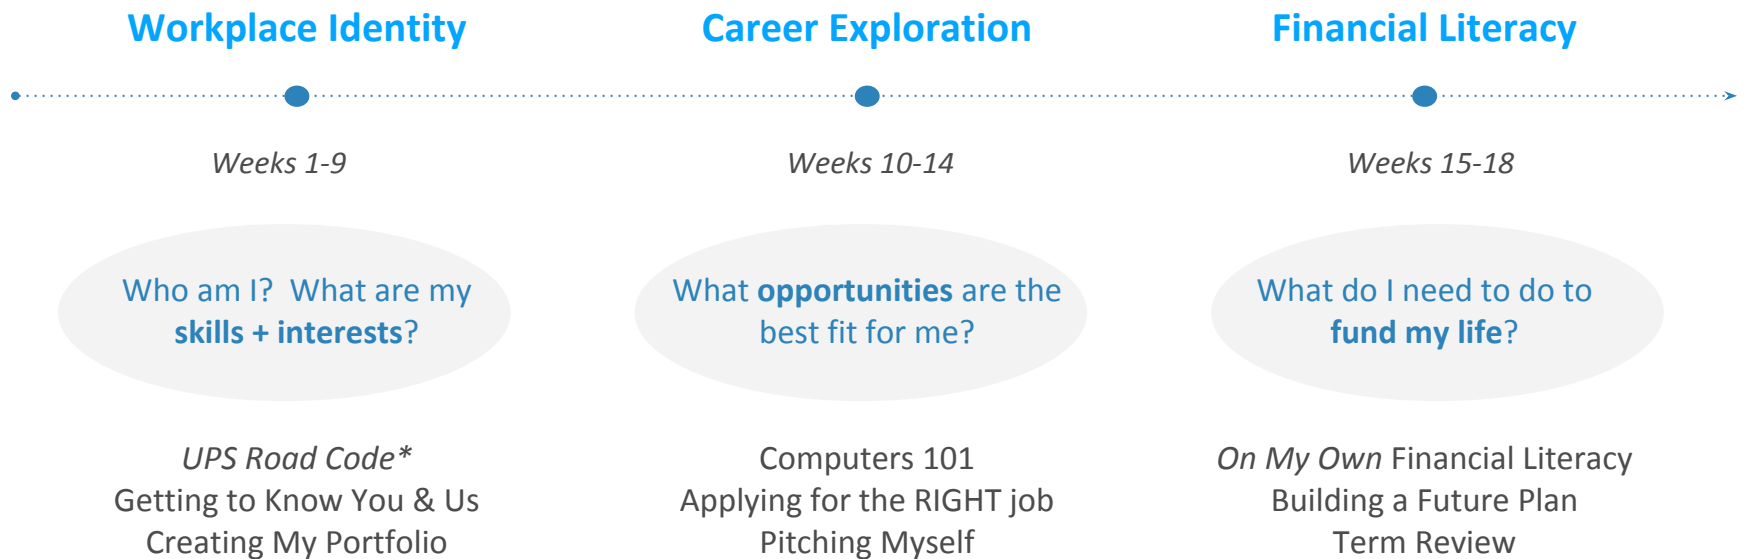 Workplace Identity
Career Exploration
Financial Literacy
Weeks 1-9
Weeks 10-14
Weeks 15-18
Who am I?  What are my
skills + interests?
What opportunities are the
best fit for me?
What do I need to do to
fund my life?
UPS Road Code*
Getting to Know You & Us
Creating My Portfolio
Computers 101
Applying for the RIGHT job
Pitching Myself
On My Own Financial Literacy
Building a Future Plan
Term Review